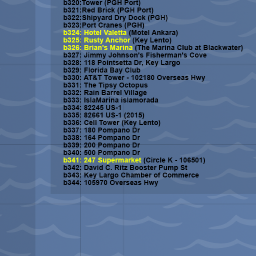 b320:Tower (PGH Port)
b321:Red Brick (PGH Port)
b322:Shipyard Dry Dock (PGH)
b323:Port Cranes (PGH)
b324: Hotel Valetta (Motel Ankara)
b325: Rusty Anchor (Key Lento)
b326: Brian's Marina (The Marina Club at Blackwater)
b327: Jimmy Johnson's Fisherman's Cove
b328: 118 Pointsetta Dr, Key Largo
b329: Florida Bay Club
b330: AT&T Tower - 102180 Overseas Hwy
b331: The Tipsy Octopus
b332: Rain Barrel Village
b333: IslaMarina Islamorada
b334: 82245 US-1
b335: 82661 US-1 (2015)
b336: Cell Tower (Key Lento)
b337: 180 Pompano Dr
b338: 164 Pompano Dr
b339: 200 Pompano Dr
b340: 500 Pompano Dr
b341: 247 Supermarket (Circle K - 106501)
b342: David C. Ritz Booster Pump St
b343: Key Largo Chamber of Commerce
b344: 105970 Overseas Hwy